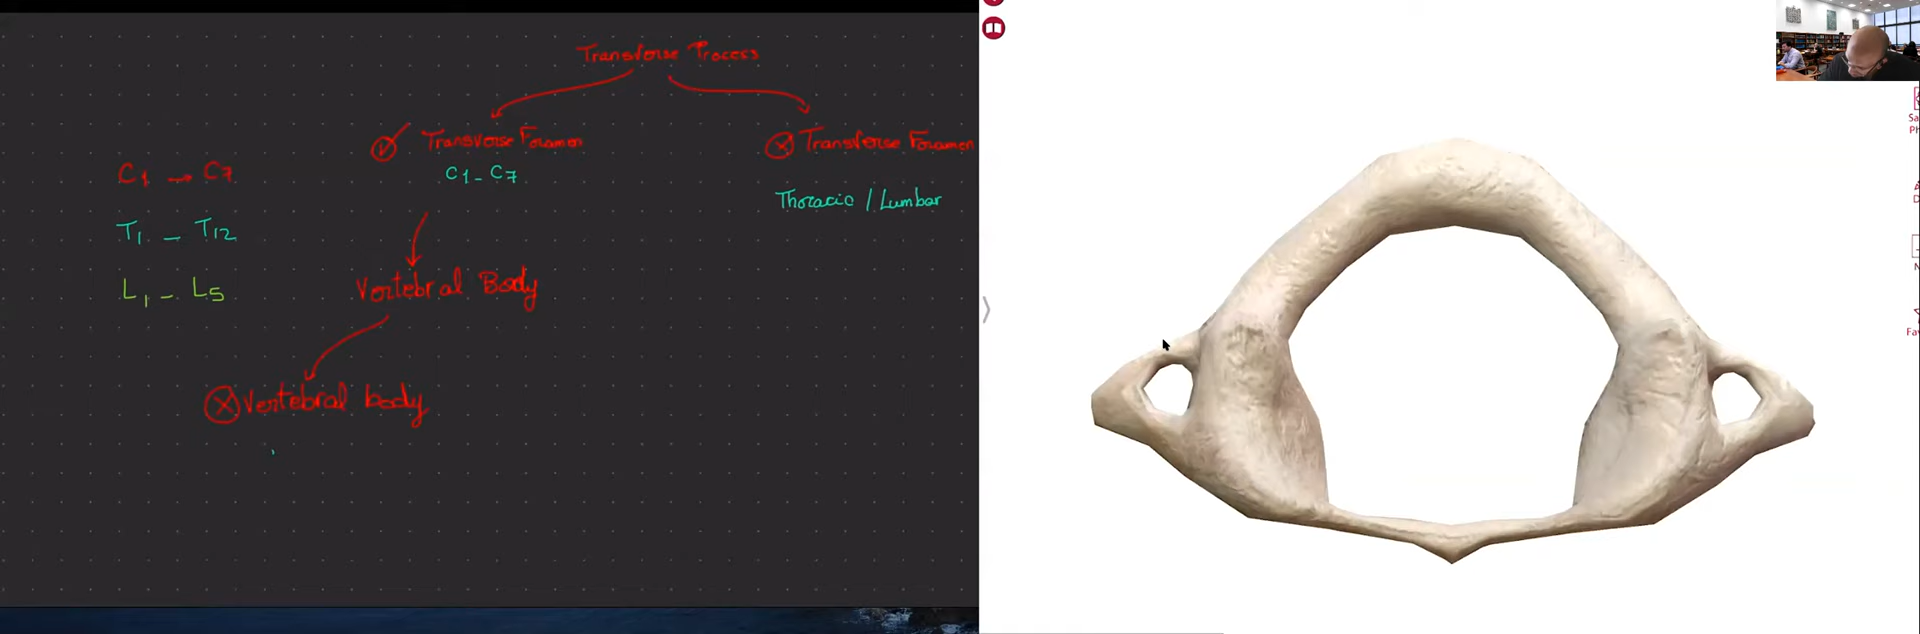 Transverse Process
Transverse Foramen
Transverse Foramen
C1 - C7
C1 → C7
Thoracic / Lumbar
T1 - T12
Vertebral Body
L1 - L5
Vertebral body